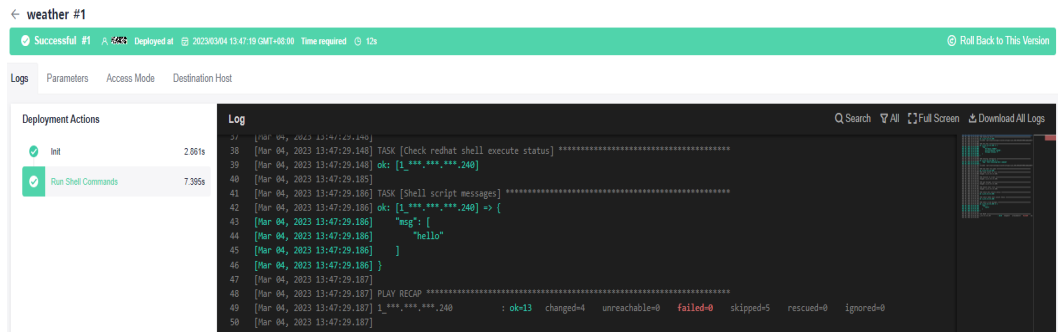 ← weather #1
Successful #1 Deployed at 2023/03/04 13:47:19 GMT+08:00 Time required 12s Roll Back to This Version
Logs Parameters Access Mode Destination Host
Deployment Actions
Init 2.861s
Run Shell Commands 7.395s
Log Search All Full Screen Download All Logs
37 [Mar 04, 2023 13:47:29.148]
38 [Mar 04, 2023 13:47:29.148] TASK [Check redhat shell execute status] ***************************************
39 [Mar 04, 2023 13:47:29.148] ok: [1_***.***.***.240]
40 [Mar 04, 2023 13:47:29.185]
41 [Mar 04, 2023 13:47:29.186] TASK [Shell script messages] ***************************************************
42 [Mar 04, 2023 13:47:29.186] ok: [1_***.***.***.240] => {
43 [Mar 04, 2023 13:47:29.186] "msg": [
44 [Mar 04, 2023 13:47:29.186] "hello"
45 [Mar 04, 2023 13:47:29.186] ]
46 [Mar 04, 2023 13:47:29.186] }
47 [Mar 04, 2023 13:47:29.187]
48 [Mar 04, 2023 13:47:29.187] PLAY RECAP *********************************************************************
49 [Mar 04, 2023 13:47:29.187] 1_***.***.***.240 : ok=13 changed=4 unreachable=0 failed=0 skipped=5 rescued=0 ignored=0
50 [Mar 04, 2023 13:47:29.187]